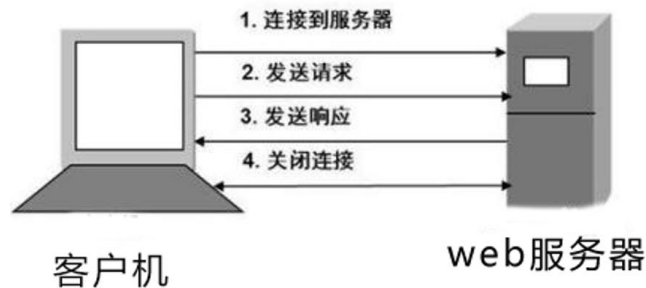 1. 连接到服务器
2. 发送请求
3. 发送响应
4. 关闭连接
客户机
web服务器